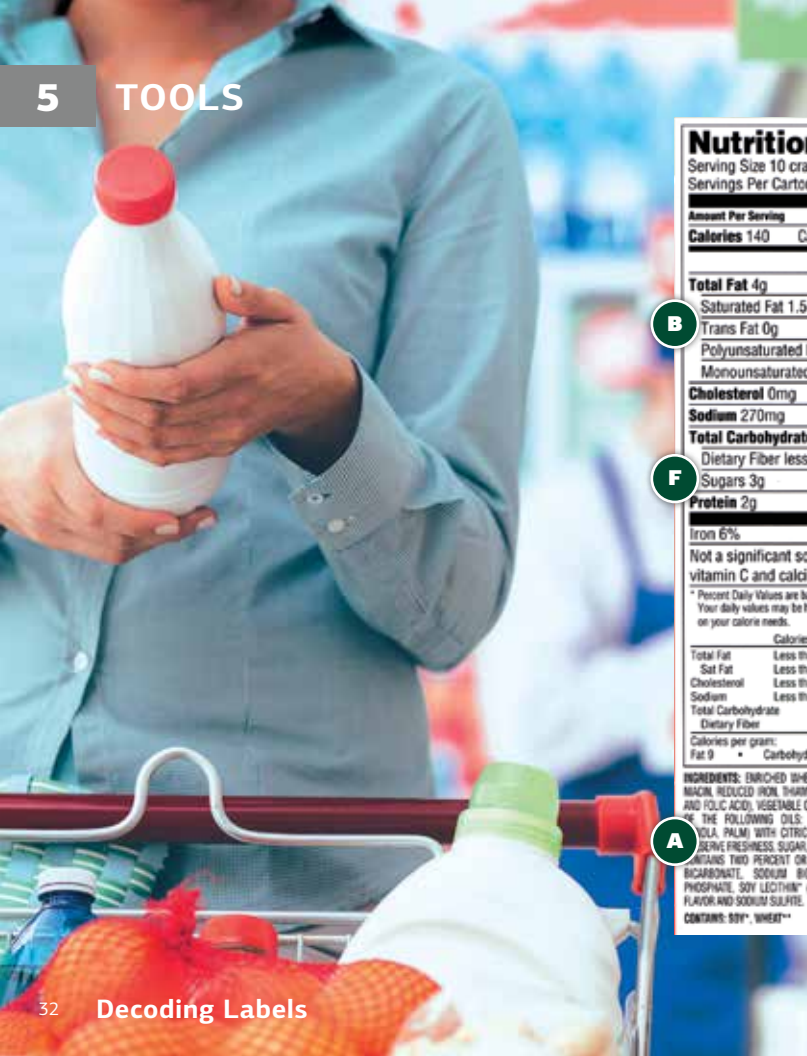 5 TOOLS
Nutrition
Serving Size 10 cra
Servings Per Carto
Amount Per Serving
Calories 140 C
Total Fat 4g
Saturated Fat 1.5
B
Trans Fat 0g
Polyunsaturated
Monounsaturated
Cholesterol 0mg
Sodium 270mg
Total Carbohydrate
Dietary Fiber less
F
Sugars 3g
Protein 2g
Iron 6%
Not a significant so
vitamin C and calci
* Percent Daily Values are b
Your daily values may be h
on your calorie needs.
Calorie
Total Fat Less th
Sat Fat Less th
Cholesterol Less th
Sodium Less th
Total Carbohydrate
Dietary Fiber
Calories per gram:
Fat 9 • Carbohyd
INGREDIENTS: ENRICHED WHE
NIACIN, REDUCED IRON, THIAM
AND FOLIC ACID), VEGETABLE
OF THE FOLLOWING OILS:
PALM) WITH CITRIC
A
FRESHNESS, SUGAR,
TWO PERCENT OR
BICARBONATE, SODIUM BI
PHOSPHATE, SOY LECITHIN*
FLAVOR AND SODIUM SULFITE.
CONTAINS: SOY*, WHEAT**
32 Decoding Labels